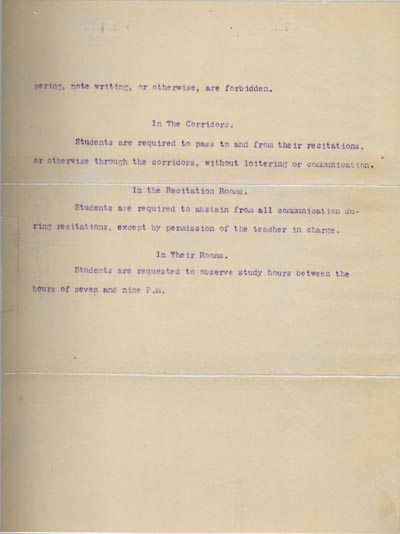 pering, note writing, or otherwise, are forbidden.
In The Corridors.
Students are required to pass to and from their recitations,
or otherwise through the corridors, without loitering or communication.
In the Recitation Rooms.
Students are required to abstain from all communication du-
ring recitations, except by permission of the teacher in charge.
In Their Rooms.
Students are requested to observe study hours between the
hours of seven and nine P.M.